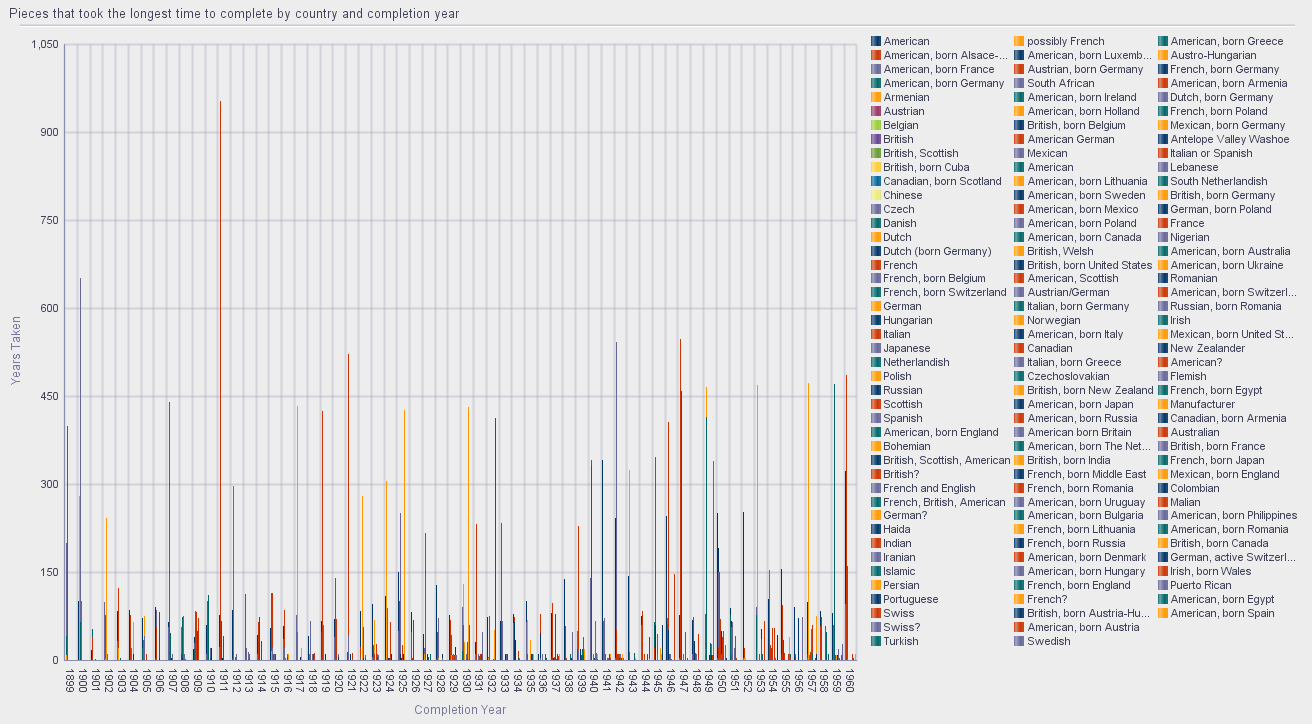 Pieces that took the longest time to complete by country and completion year
1,050
900
750
600
450
300
150
0
Years Taken
1899 1900 1901 1902 1903 1904 1905 1906 1907 1908 1909 1910 1911 1912 1913 1914 1915 1916 1917 1918 1919 1920 1921 1922 1923 1924 1925 1926 1927 1928 1929 1930 1931 1932 1933 1934 1935 1936 1937 1938 1939 1940 1941 1942 1943 1944 1945 1946 1947 1948 1949 1950 1951 1952 1953 1954 1955 1956 1957 1958 1959 1960
Completion Year
American
American, born Alsace-...
American, born France
American, born Germany
Armenian
Austrian
Belgian
British
British, Scottish
British, born Cuba
Canadian, born Scotland
Chinese
Czech
Danish
Dutch
Dutch (born Germany)
French
French, born Belgium
French, born Switzerland
German
Hungarian
Italian
Japanese
Netherlandish
Polish
Russian
Scottish
Spanish
American, born England
Bohemian
British, Scottish, American
British?
French and English
French, British, American
German?
Haida
Indian
Iranian
Islamic
Persian
Portuguese
Swiss
Swiss?
Turkish
possibly French
American, born Luxemb...
Austrian, born Germany
South African
American, born Ireland
American, born Holland
British, born Belgium
American German
Mexican
American
American, born Lithuania
American, born Sweden
American, born Mexico
American, born Poland
American, born Canada
British, Welsh
British, born United States
American, Scottish
Austrian/German
Italian, born Germany
Norwegian
American, born Italy
Canadian
Italian, born Greece
Czechoslovakian
British, born New Zealand
American, born Japan
American, born Russia
American born Britain
American, born The Net...
British, born India
French, born Middle East
French, born Romania
American, born Uruguay
American, born Bulgaria
French, born Lithuania
French, born Russia
American, born Denmark
American, born Hungary
French, born England
French?
British, born Austria-Hu...
American, born Austria
Swedish
American, born Greece
Austro-Hungarian
French, born Germany
American, born Armenia
Dutch, born Germany
French, born Poland
Mexican, born Germany
Antelope Valley Washoe
Italian or Spanish
Lebanese
South Netherlandish
British, born Germany
German, born Poland
France
Nigerian
American, born Australia
American, born Ukraine
Romanian
American, born Switzerl...
Russian, born Romania
Irish
Mexican, born United St...
New Zealander
American?
Flemish
French, born Egypt
Manufacturer
Canadian, born Armenia
Australian
British, born France
French, born Japan
Mexican, born England
Colombian
Malian
American, born Philippines
American, born Romania
British, born Canada
German, active Switzerl...
Irish, born Wales
Puerto Rican
American, born Egypt
American, born Spain